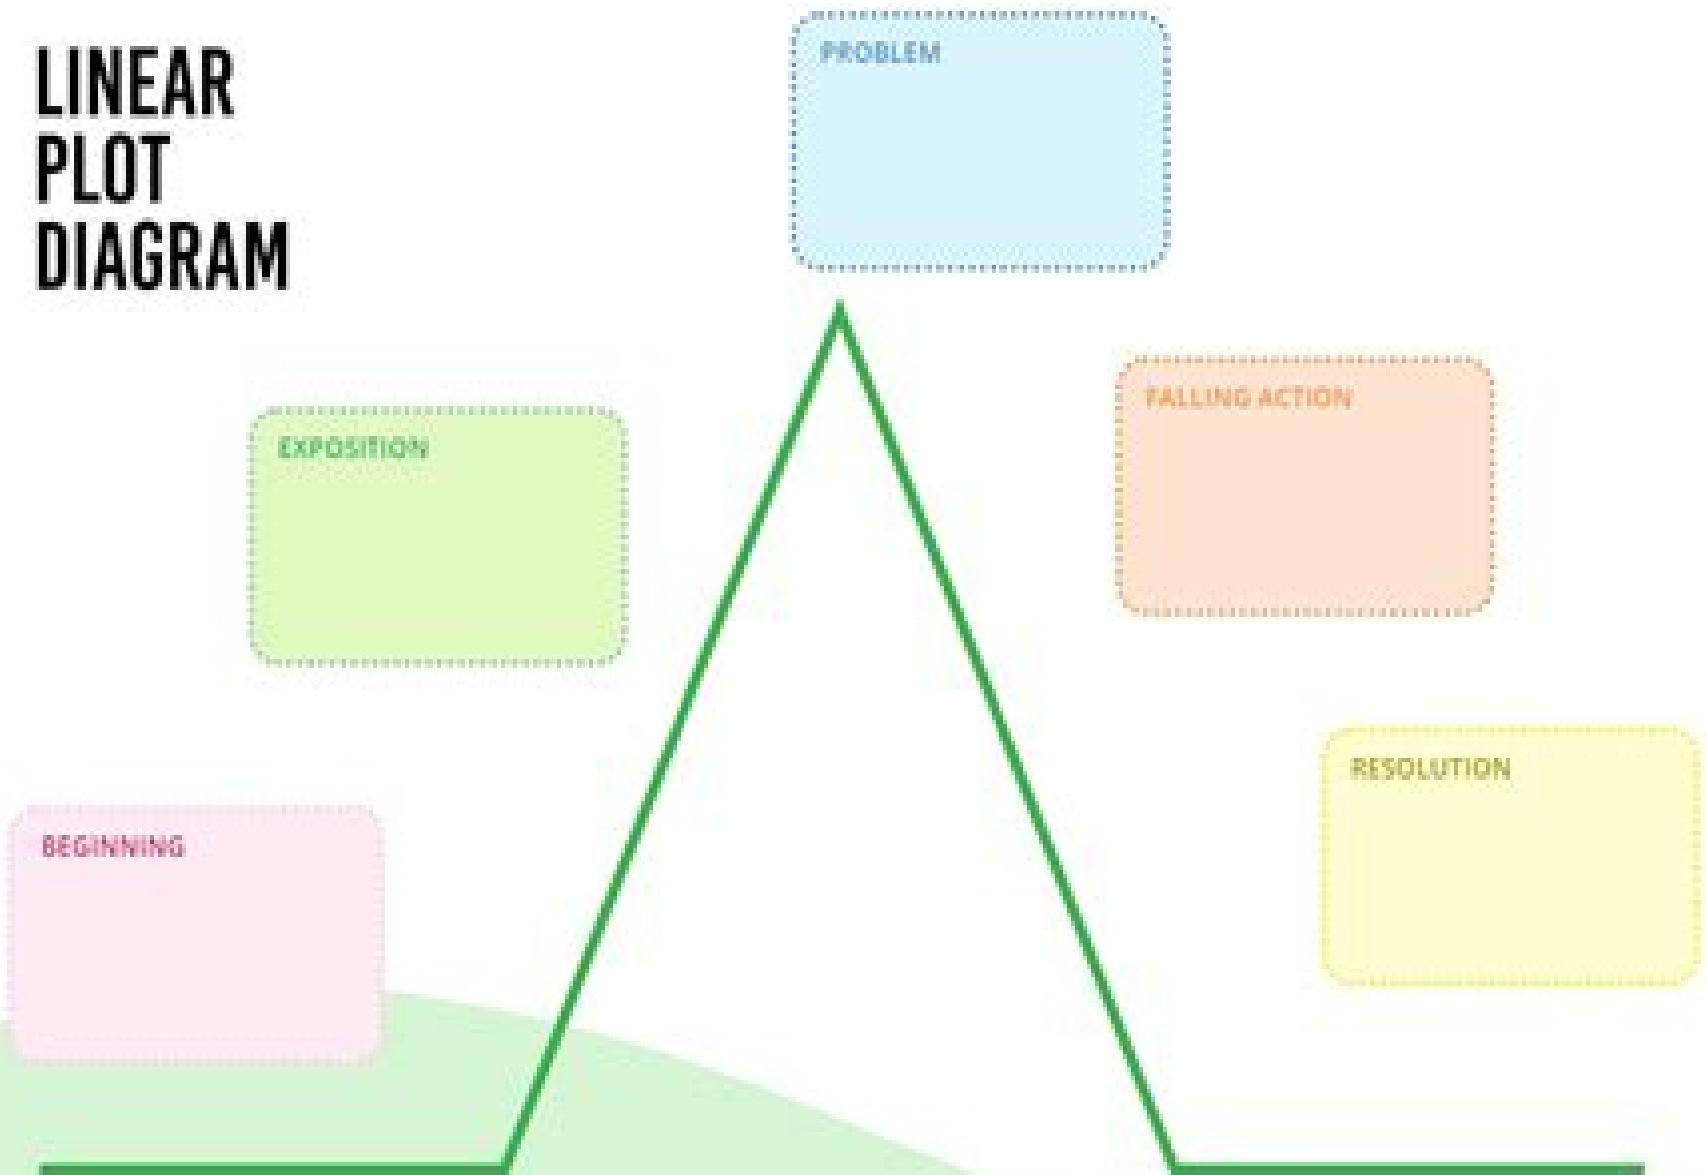 LINEAR
PLOT
DIAGRAM
PROBLEM
EXPOSITION
FALLING ACTION
BEGINNING
RESOLUTION